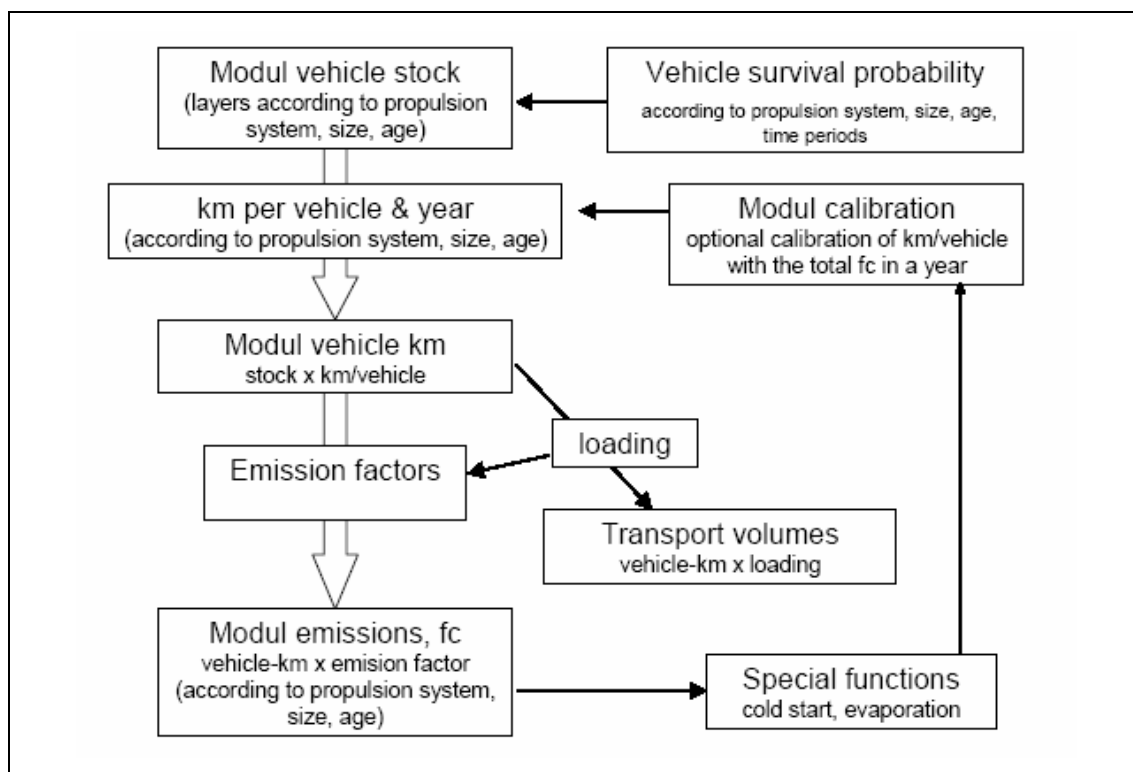 Modul vehicle stock
(layers according to propulsion
system, size, age)
Vehicle survival probability
according to propulsion system, size, age,
time periods
km per vehicle & year
(according to propulsion system, size, age)
Modul calibration
optional calibration of km/vehicle
with the total fc in a year
Modul vehicle km
stock x km/vehicle
loading
Emission factors
Transport volumes
vehicle-km x loading
Modul emissions, fc
vehicle-km x emision factor
(according to propulsion system,
size, age)
Special functions
cold start, evaporation